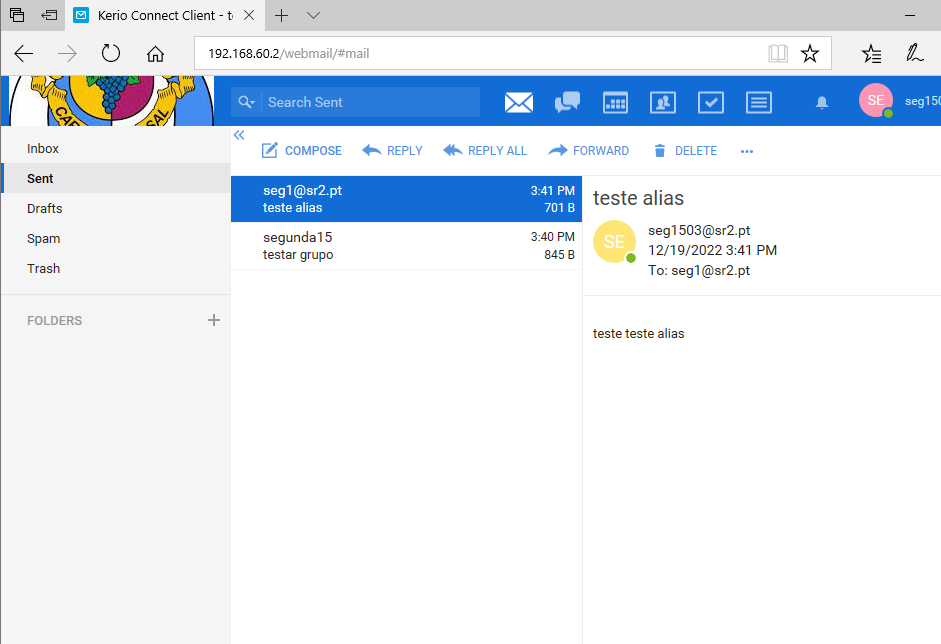 Kerio Connect Client - te
192.168.60.2/webmail/#mail
Search Sent
SE
seg150
Inbox
Sent
Drafts
Spam
Trash
FOLDERS
COMPOSE
REPLY
REPLY ALL
FORWARD
DELETE
seg1@sr2.pt
3:41 PM
teste alias
701 B
segunda15
3:40 PM
testar grupo
845 B
teste alias
SE
seg1503@sr2.pt
12/19/2022 3:41 PM
To: seg1@sr2.pt
teste teste alias